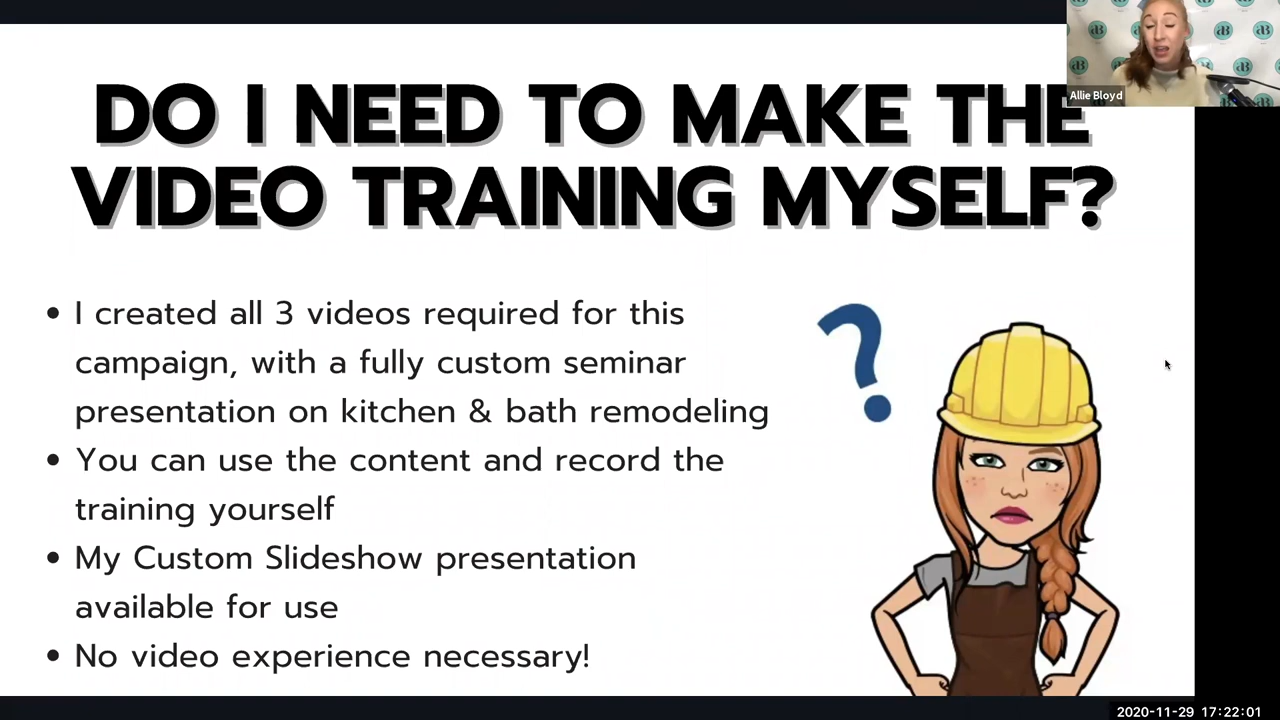 DO I NEED TO MAKE THE
VIDEO TRAINING MYSELF?
Allie Bloyd
• I created all 3 videos required for this
campaign, with a fully custom seminar
presentation on kitchen & bath remodeling
• You can use the content and record the
training yourself
• My Custom Slideshow presentation
available for use
• No video experience necessary!
2020-11-29 17:22:01